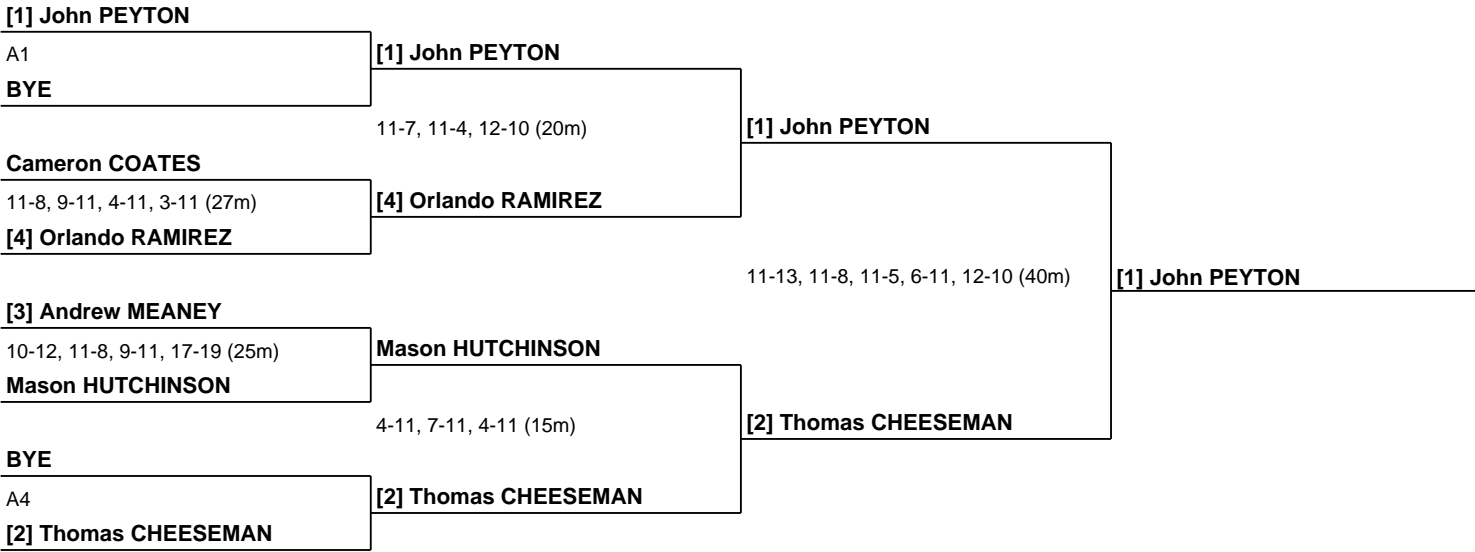 [1] John PEYTON
A1
[1] John PEYTON
BYE
11-7, 11-4, 12-10 (20m)
[1] John PEYTON
Cameron COATES
11-8, 9-11, 4-11, 3-11 (27m)
[4] Orlando RAMIREZ
[4] Orlando RAMIREZ
11-13, 11-8, 11-5, 6-11, 12-10 (40m)
[1] John PEYTON
[3] Andrew MEANEY
10-12, 11-8, 9-11, 17-19 (25m)
Mason HUTCHINSON
Mason HUTCHINSON
4-11, 7-11, 4-11 (15m)
[2] Thomas CHEESEMAN
BYE
A4
[2] Thomas CHEESEMAN
[2] Thomas CHEESEMAN